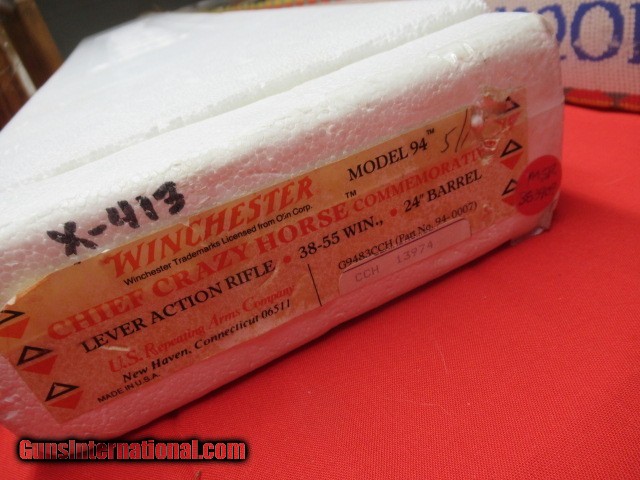 X-413
WINCHESTER
MODEL 94™
Winchester Trademarks Licensed from Olin Corp.
CHIEF CRAZY HORSE™ COMMEMORATIVE
LEVER ACTION RIFLE • 38-55 WIN., • 24" BARREL
U.S. Repeating Arms Company
G9483CCH (Part No. 94-0007)
New Haven, Connecticut 06511
CCH 13974
MADE IN U.S.A.
GunsInternational.com